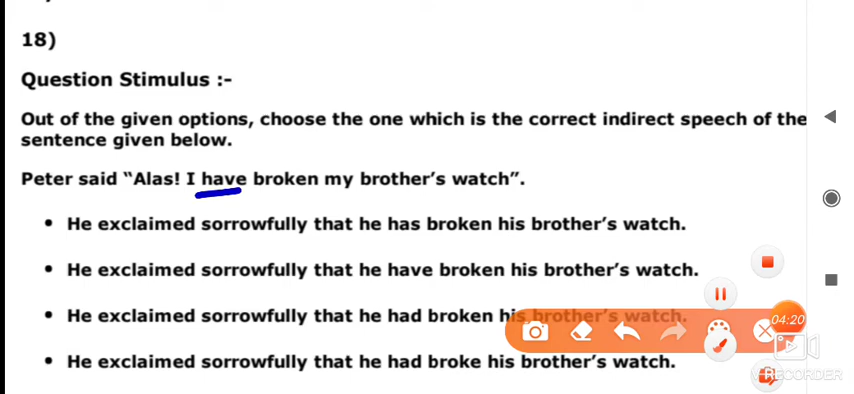 18)
Question Stimulus :-
Out of the given options, choose the one which is the correct indirect speech of the
sentence given below.
Peter said “Alas! I have broken my brother’s watch”.
• He exclaimed sorrowfully that he has broken his brother’s watch.
• He exclaimed sorrowfully that he have broken his brother’s watch.
• He exclaimed sorrowfully that he had broken his brother’s watch.
04:20
• He exclaimed sorrowfully that he had broke his brother’s watch.
V RECORDER